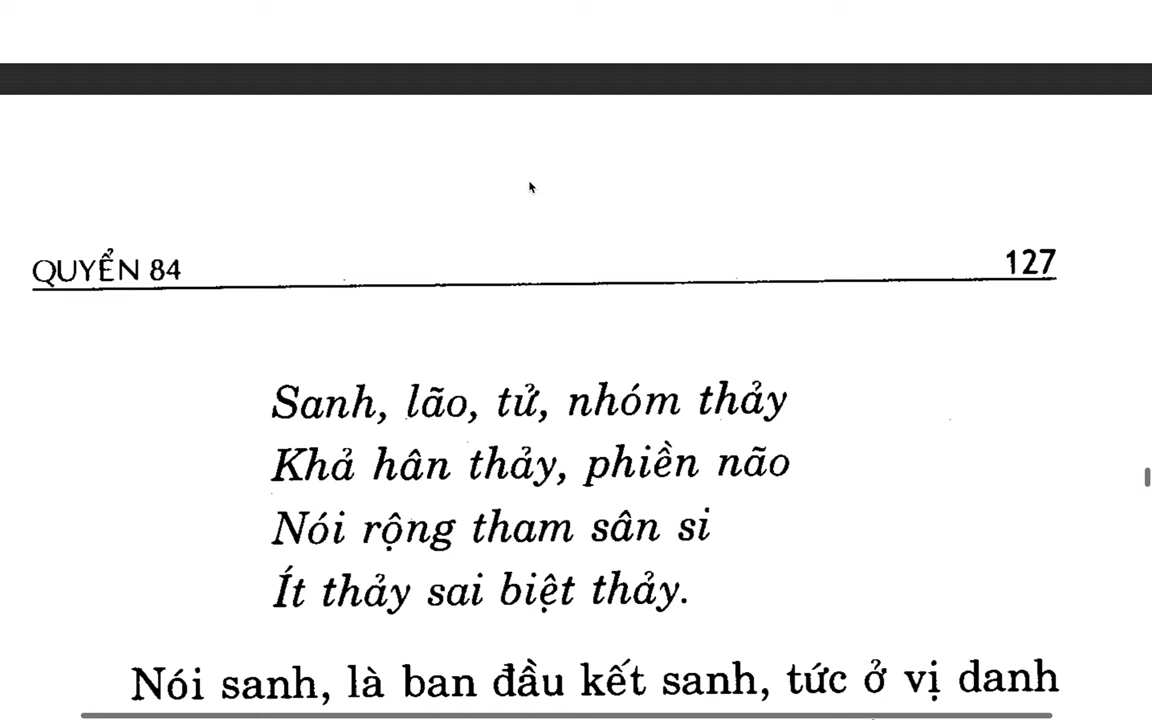 QUYỂN 84
127
Sanh, lão, tử, nhóm thảy
Khả hân thảy, phiền não
Nói rộng tham sân si
Ít thảy sai biệt thảy.
Nói sanh, là ban đầu kết sanh, tức ở vị danh